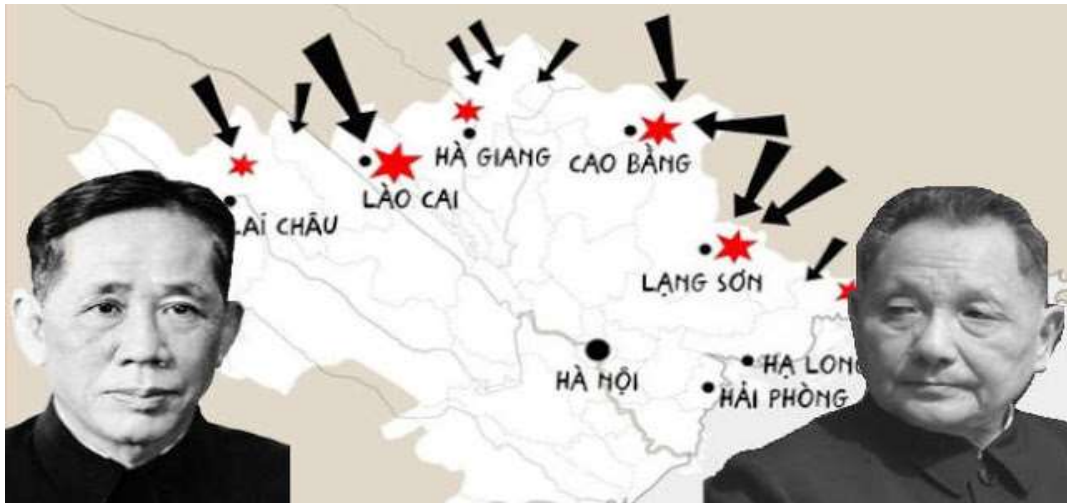 HÀ GIANG
CAO BẰNG
LÀO CAI
LAI CHÂU
LẠNG SƠN
HÀ NỘI
HẠ LONG
HẢI PHÒNG